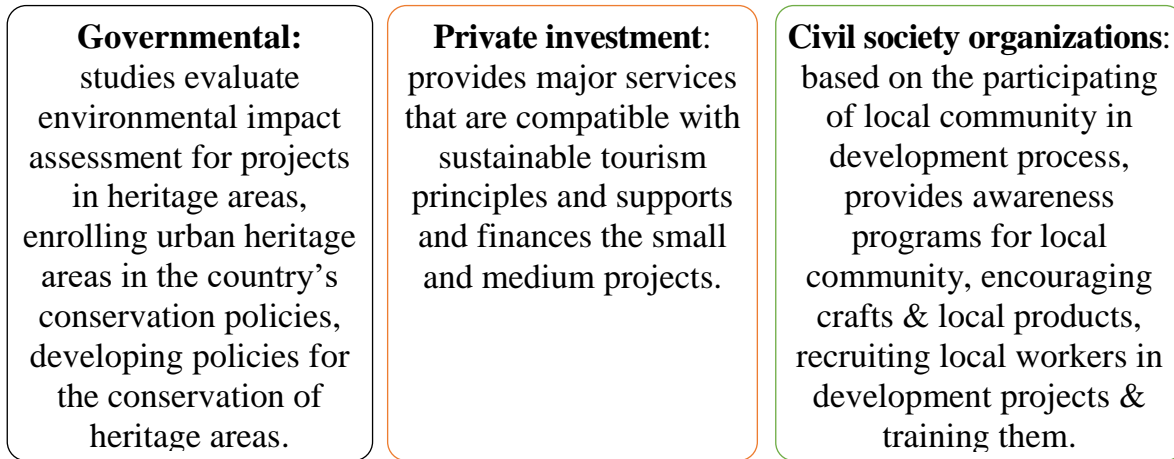 Governmental:
studies evaluate
environmental impact
assessment for projects
in heritage areas,
enrolling urban heritage
areas in the country’s
conservation policies,
developing policies for
the conservation of
heritage areas.
Private investment:
provides major services
that are compatible with
sustainable tourism
principles and supports
and finances the small
and medium projects.
Civil society organizations:
based on the participating
of local community in
development process,
provides awareness
programs for local
community, encouraging
crafts & local products,
recruiting local workers in
development projects &
training them.